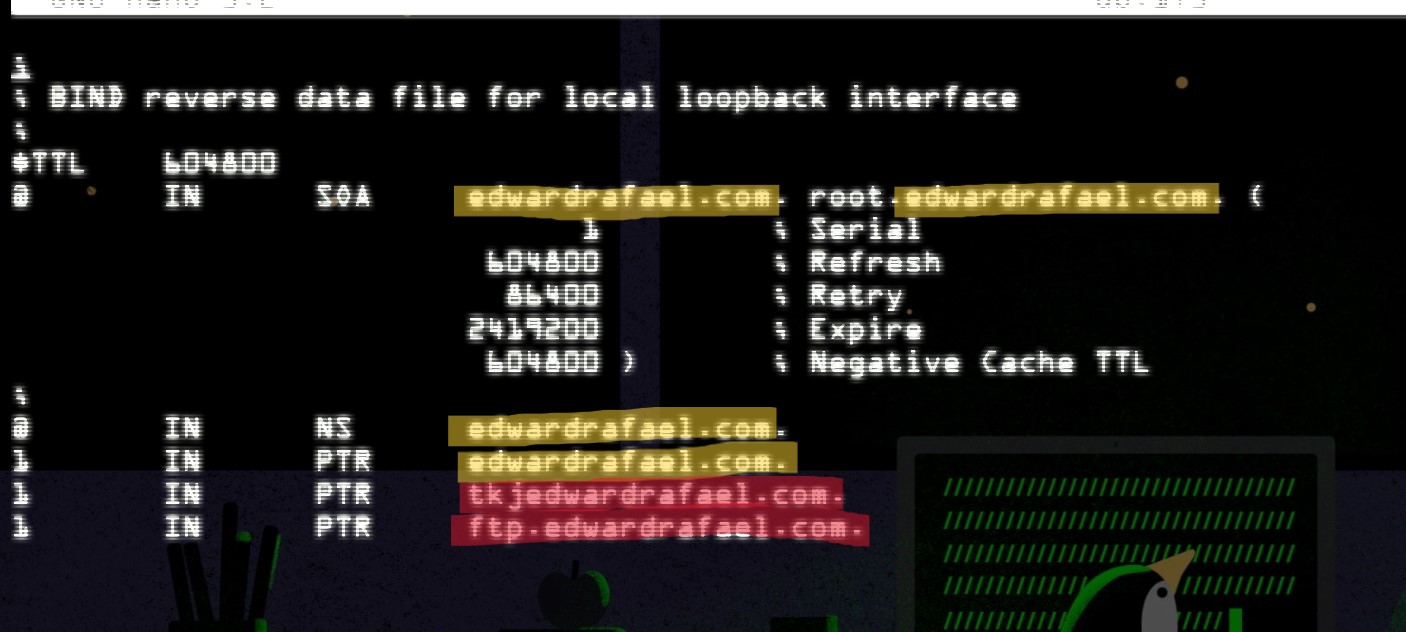 ;
; BIND reverse data file for local loopback interface
;
$TTL 604800
@ IN SOA edwardrafael.com. root.edwardrafael.com. (
1 ; Serial
604800 ; Refresh
86400 ; Retry
2419200 ; Expire
604800 ) ; Negative Cache TTL
;
@ IN NS edwardrafael.com.
1 IN PTR edwardrafael.com.
1 IN PTR tkjedwardrafael.com.
1 IN PTR ftp.edwardrafael.com.